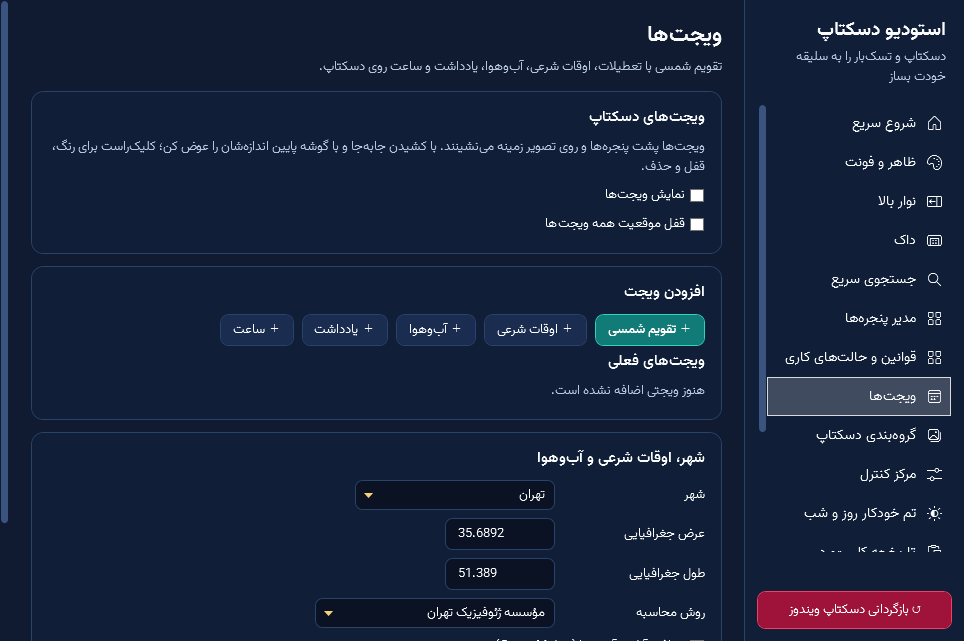 استودیو دسکتاپ
دسکتاپ و تسک‌بار را به سلیقه
خودت بساز
شروع سریع
ظاهر و فونت
نوار بالا
داک
جستجوی سریع
مدیر پنجره‌ها
قوانین و حالت‌های کاری
ویجت‌ها
گروه‌بندی دسکتاپ
مرکز کنترل
تم خودکار روز و شب
↺ بازگردانی دسکتاپ ویندوز
ویجت‌ها
تقویم شمسی با تعطیلات، اوقات شرعی، آب‌وهوا، یادداشت و ساعت روی دسکتاپ.
ویجت‌های دسکتاپ
ویجت‌ها پشت پنجره‌ها و روی تصویر زمینه می‌نشینند. با کشیدن جابه‌جا و با گوشه پایین اندازه‌شان را عوض کن؛ کلیک‌راست برای رنگ،
قفل و حذف.
نمایش ویجت‌ها
قفل موقعیت همه ویجت‌ها
افزودن ویجت
+ تقویم شمسی
+ اوقات شرعی
+ آب‌وهوا
+ یادداشت
+ ساعت
ویجت‌های فعلی
هنوز ویجتی اضافه نشده است.
شهر، اوقات شرعی و آب‌وهوا
شهر
تهران
عرض جغرافیایی
35.6892
طول جغرافیایی
51.389
روش محاسبه
مؤسسه ژئوفیزیک تهران